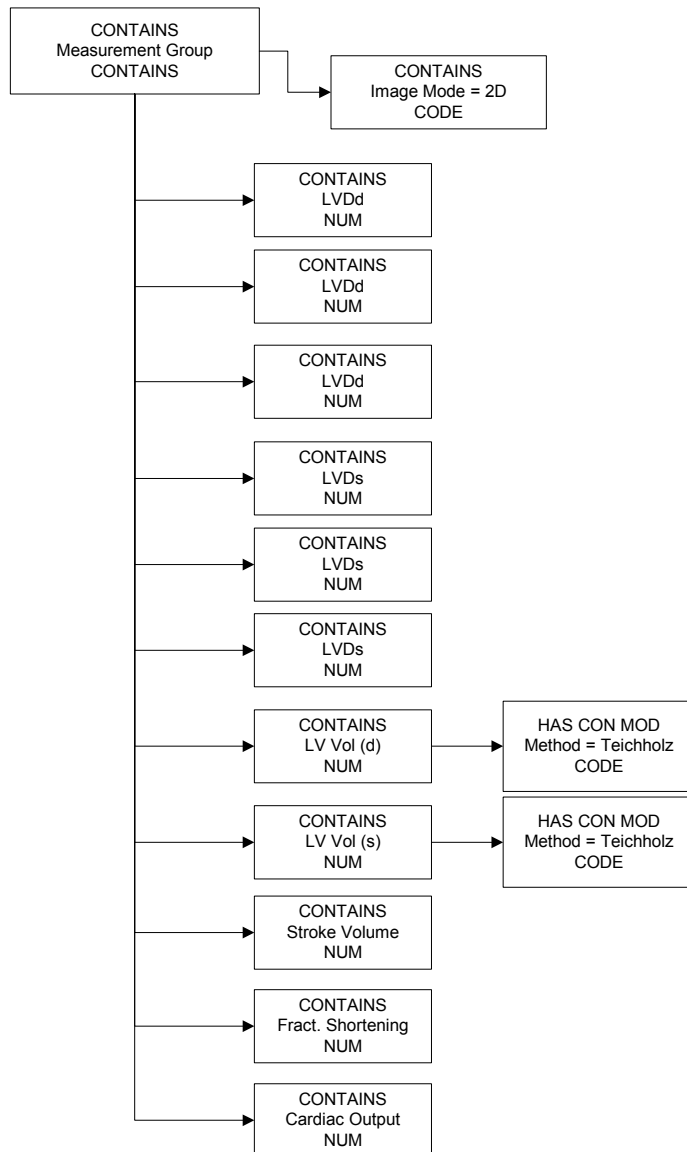 CONTAINS
Measurement Group
CONTAINS
CONTAINS
Image Mode = 2D
CODE
CONTAINS
LVDd
NUM
CONTAINS
LVDd
NUM
CONTAINS
LVDd
NUM
CONTAINS
LVDs
NUM
CONTAINS
LVDs
NUM
CONTAINS
LVDs
NUM
CONTAINS
LV Vol (d)
NUM
HAS CON MOD
Method = Teichholz
CODE
CONTAINS
LV Vol (s)
NUM
HAS CON MOD
Method = Teichholz
CODE
CONTAINS
Stroke Volume
NUM
CONTAINS
Fract. Shortening
NUM
CONTAINS
Cardiac Output
NUM